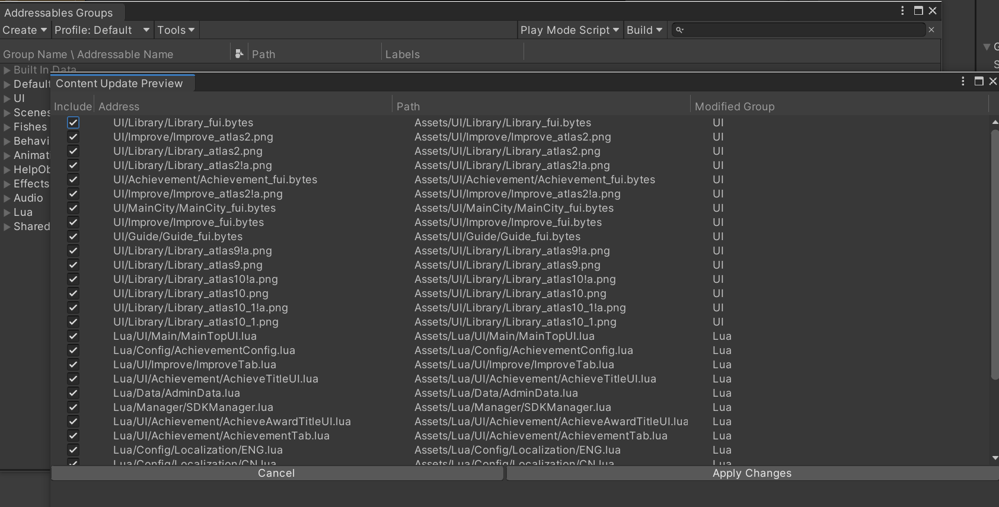 Addressables Groups
Create Profile: Default Tools Play Mode Script Build
Group Name \ Addressable Name Path Labels
Built In Data
Default
UI
Scenes
Fishes
Behavi
Animati
HelpOb
Effects
Audio
Lua
Shared
Content Update Preview
Include Address Path Modified Group
UI/Library/Library_fui.bytes Assets/UI/Library/Library_fui.bytes UI
UI/Improve/Improve_atlas2.png Assets/UI/Improve/Improve_atlas2.png UI
UI/Library/Library_atlas2.png Assets/UI/Library/Library_atlas2.png UI
UI/Library/Library_atlas2!a.png Assets/UI/Library/Library_atlas2!a.png UI
UI/Achievement/Achievement_fui.bytes Assets/UI/Achievement/Achievement_fui.bytes UI
UI/Improve/Improve_atlas2!a.png Assets/UI/Improve/Improve_atlas2!a.png UI
UI/MainCity/MainCity_fui.bytes Assets/UI/MainCity/MainCity_fui.bytes UI
UI/Improve/Improve_fui.bytes Assets/UI/Improve/Improve_fui.bytes UI
UI/Guide/Guide_fui.bytes Assets/UI/Guide/Guide_fui.bytes UI
UI/Library/Library_atlas9!a.png Assets/UI/Library/Library_atlas9!a.png UI
UI/Library/Library_atlas9.png Assets/UI/Library/Library_atlas9.png UI
UI/Library/Library_atlas10!a.png Assets/UI/Library/Library_atlas10!a.png UI
UI/Library/Library_atlas10.png Assets/UI/Library/Library_atlas10.png UI
UI/Library/Library_atlas10_1!a.png Assets/UI/Library/Library_atlas10_1!a.png UI
UI/Library/Library_atlas10_1.png Assets/UI/Library/Library_atlas10_1.png UI
Lua/UI/Main/MainTopUI.lua Assets/Lua/UI/Main/MainTopUI.lua Lua
Lua/Config/AchievementConfig.lua Assets/Lua/Config/AchievementConfig.lua Lua
Lua/UI/Improve/ImproveTab.lua Assets/Lua/UI/Improve/ImproveTab.lua Lua
Lua/UI/Achievement/AchieveTitleUI.lua Assets/Lua/UI/Achievement/AchieveTitleUI.lua Lua
Lua/Data/AdminData.lua Assets/Lua/Data/AdminData.lua Lua
Lua/Manager/SDKManager.lua Assets/Lua/Manager/SDKManager.lua Lua
Lua/UI/Achievement/AchieveAwardTitleUI.lua Assets/Lua/UI/Achievement/AchieveAwardTitleUI.lua Lua
Lua/UI/Achievement/AchievementTab.lua Assets/Lua/UI/Achievement/AchievementTab.lua Lua
Lua/Config/Localization/ENG.lua Assets/Lua/Config/Localization/ENG.lua Lua
Lua/Config/Localization/CN.lua Assets/Lua/Config/Localization/CN.lua Lua
Cancel Apply Changes